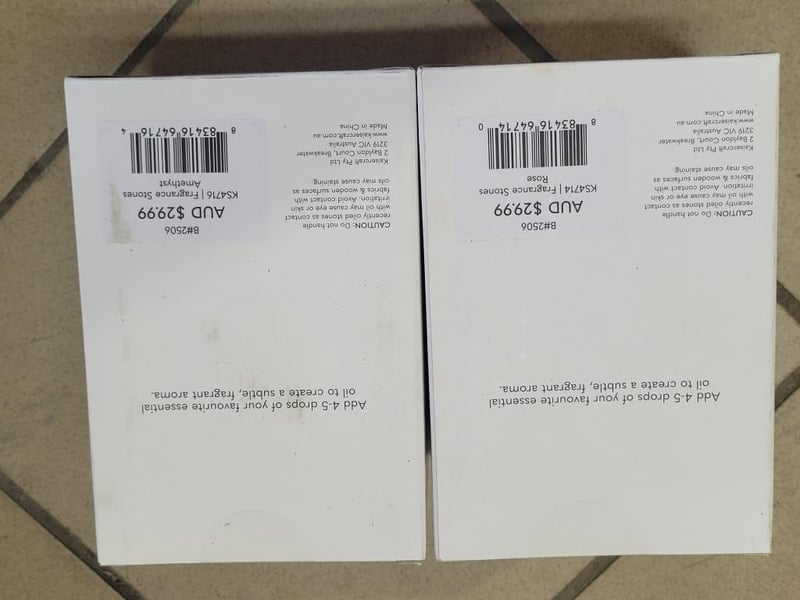 Add 4-5 drops of your favourite essential
oil to create a subtle, fragrant aroma.
CAUTION: Do not handle
recently oiled stones as contact
with oil may cause eye or skin
irritation. Avoid contact with
fabrics & wooden surfaces as
oils may cause staining.
Kaisercraft Pty Ltd
2 Bayldon Court, Breakwater
3219 VIC Australia
www.kaisercraft.com.au
Made in China
B#2506
AUD $29.99
KS4714 | Fragrance Stones
Rose
8 83416 64714 0
Add 4-5 drops of your favourite essential
oil to create a subtle, fragrant aroma.
CAUTION: Do not handle
recently oiled stones as contact
with oil may cause eye or skin
irritation. Avoid contact with
fabrics & wooden surfaces as
oils may cause staining.
Kaisercraft Pty Ltd
2 Bayldon Court, Breakwater
3219 VIC Australia
www.kaisercraft.com.au
Made in China
B#2506
AUD $29.99
KS4716 | Fragrance Stones
Amethyst
8 83416 64716 4